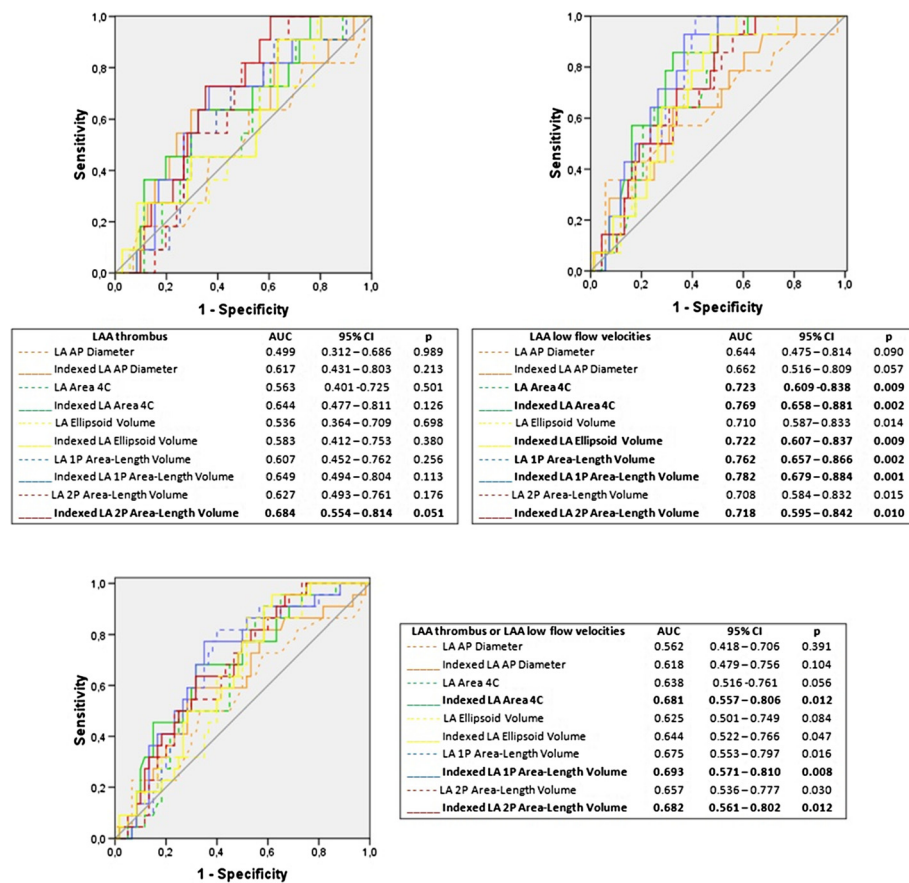 1,0
0,8
0,6
0,4
0,2
0,0
Sensitivity
0,0 0,2 0,4 0,6 0,8 1,0
1 - Specificity
1,0
0,8
0,6
0,4
0,2
0,0
Sensitivity
0,0 0,2 0,4 0,6 0,8 1,0
1 - Specificity
LAA thrombus AUC 95% CI p
LA AP Diameter 0.499 0.312 – 0.686 0.989
Indexed LA AP Diameter 0.617 0.431 – 0.803 0.213
LA Area 4C 0.563 0.401 -0.725 0.501
Indexed LA Area 4C 0.644 0.477 – 0.811 0.126
LA Ellipsoid Volume 0.536 0.364 – 0.709 0.698
Indexed LA Ellipsoid Volume 0.583 0.412 – 0.753 0.380
LA 1P Area-Length Volume 0.607 0.452 – 0.762 0.256
Indexed LA 1P Area-Length Volume 0.649 0.494 – 0.804 0.113
LA 2P Area-Length Volume 0.627 0.493 – 0.761 0.176
Indexed LA 2P Area-Length Volume 0.684 0.554 – 0.814 0.051
LAA low flow velocities AUC 95% CI p
LA AP Diameter 0.644 0.475 – 0.814 0.090
Indexed LA AP Diameter 0.662 0.516 – 0.809 0.057
LA Area 4C 0.723 0.609 -0.838 0.009
Indexed LA Area 4C 0.769 0.658 – 0.881 0.002
LA Ellipsoid Volume 0.710 0.587 – 0.833 0.014
Indexed LA Ellipsoid Volume 0.722 0.607 – 0.837 0.009
LA 1P Area-Length Volume 0.762 0.657 – 0.866 0.002
Indexed LA 1P Area-Length Volume 0.782 0.679 – 0.884 0.001
LA 2P Area-Length Volume 0.708 0.584 – 0.832 0.015
Indexed LA 2P Area-Length Volume 0.718 0.595 – 0.842 0.010
1,0
0,8
0,6
0,4
0,2
0,0
Sensitivity
0,0 0,2 0,4 0,6 0,8 1,0
1 - Specificity
LAA thrombus or LAA low flow velocities AUC 95% CI p
LA AP Diameter 0.562 0.418 – 0.706 0.391
Indexed LA AP Diameter 0.618 0.479 – 0.756 0.104
LA Area 4C 0.638 0.516 -0.761 0.056
Indexed LA Area 4C 0.681 0.557 – 0.806 0.012
LA Ellipsoid Volume 0.625 0.501 – 0.749 0.084
Indexed LA Ellipsoid Volume 0.644 0.522 – 0.766 0.047
LA 1P Area-Length Volume 0.675 0.553 – 0.797 0.016
Indexed LA 1P Area-Length Volume 0.693 0.571 – 0.810 0.008
LA 2P Area-Length Volume 0.657 0.536 – 0.777 0.030
Indexed LA 2P Area-Length Volume 0.682 0.561 – 0.802 0.012